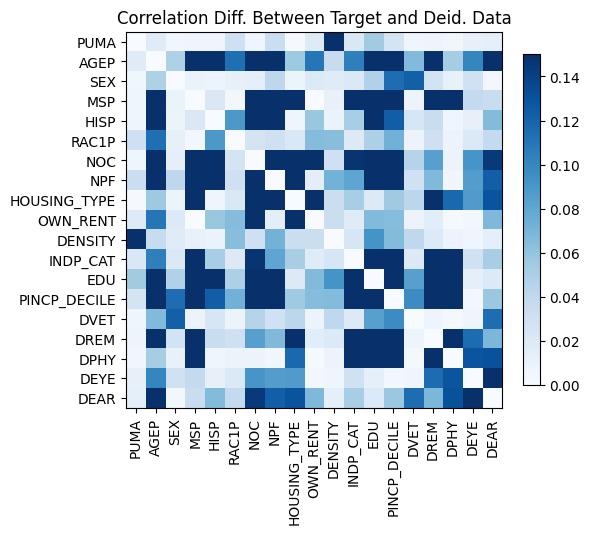 Correlation Diff. Between Target and Deid. Data
PUMA
AGEP
SEX
MSP
HISP
RAC1P
NOC
NPF
HOUSING_TYPE
OWN_RENT
DENSITY
INDP_CAT
EDU
PINCP_DECILE
DVET
DREM
DPHY
DEYE
DEAR
PUMA
AGEP
SEX
MSP
HISP
RAC1P
NOC
NPF
HOUSING_TYPE
OWN_RENT
DENSITY
INDP_CAT
EDU
PINCP_DECILE
DVET
DREM
DPHY
DEYE
DEAR
0.14
0.12
0.10
0.08
0.06
0.04
0.02
0.00